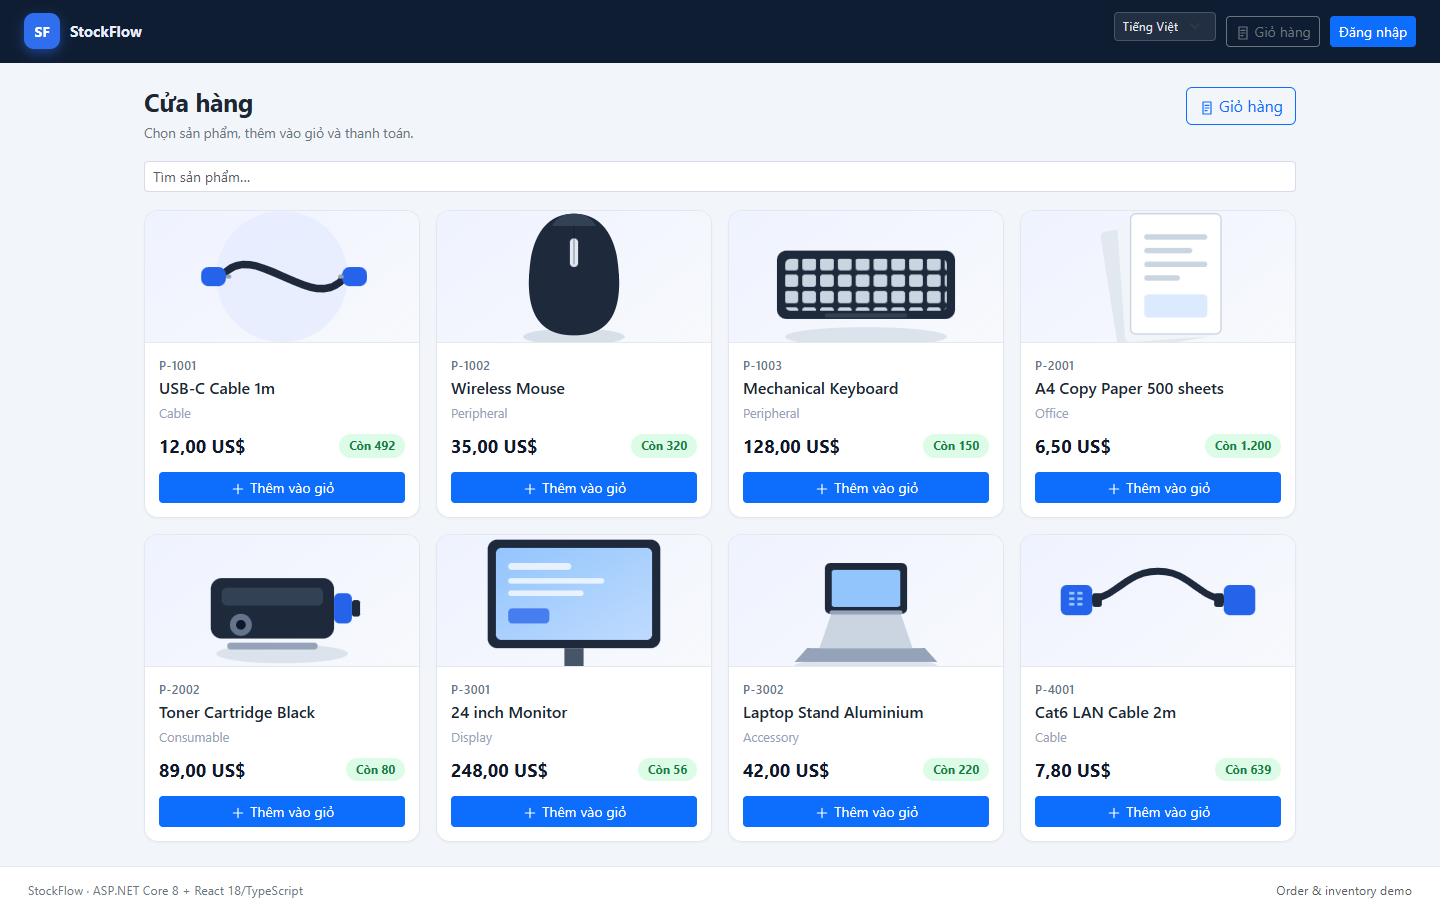 SF StockFlow
Tiếng Việt
Giỏ hàng
Đăng nhập
Cửa hàng
Chọn sản phẩm, thêm vào giỏ và thanh toán.
Giỏ hàng
Tìm sản phẩm...
P-1001
USB-C Cable 1m
Cable
12,00 US$
Còn 492
+ Thêm vào giỏ
P-1002
Wireless Mouse
Peripheral
35,00 US$
Còn 320
+ Thêm vào giỏ
P-1003
Mechanical Keyboard
Peripheral
128,00 US$
Còn 150
+ Thêm vào giỏ
P-2001
A4 Copy Paper 500 sheets
Office
6,50 US$
Còn 1.200
+ Thêm vào giỏ
P-2002
Toner Cartridge Black
Consumable
89,00 US$
Còn 80
+ Thêm vào giỏ
P-3001
24 inch Monitor
Display
248,00 US$
Còn 56
+ Thêm vào giỏ
P-3002
Laptop Stand Aluminium
Accessory
42,00 US$
Còn 220
+ Thêm vào giỏ
P-4001
Cat6 LAN Cable 2m
Cable
7,80 US$
Còn 639
+ Thêm vào giỏ
StockFlow · ASP.NET Core 8 + React 18/TypeScript
Order & inventory demo